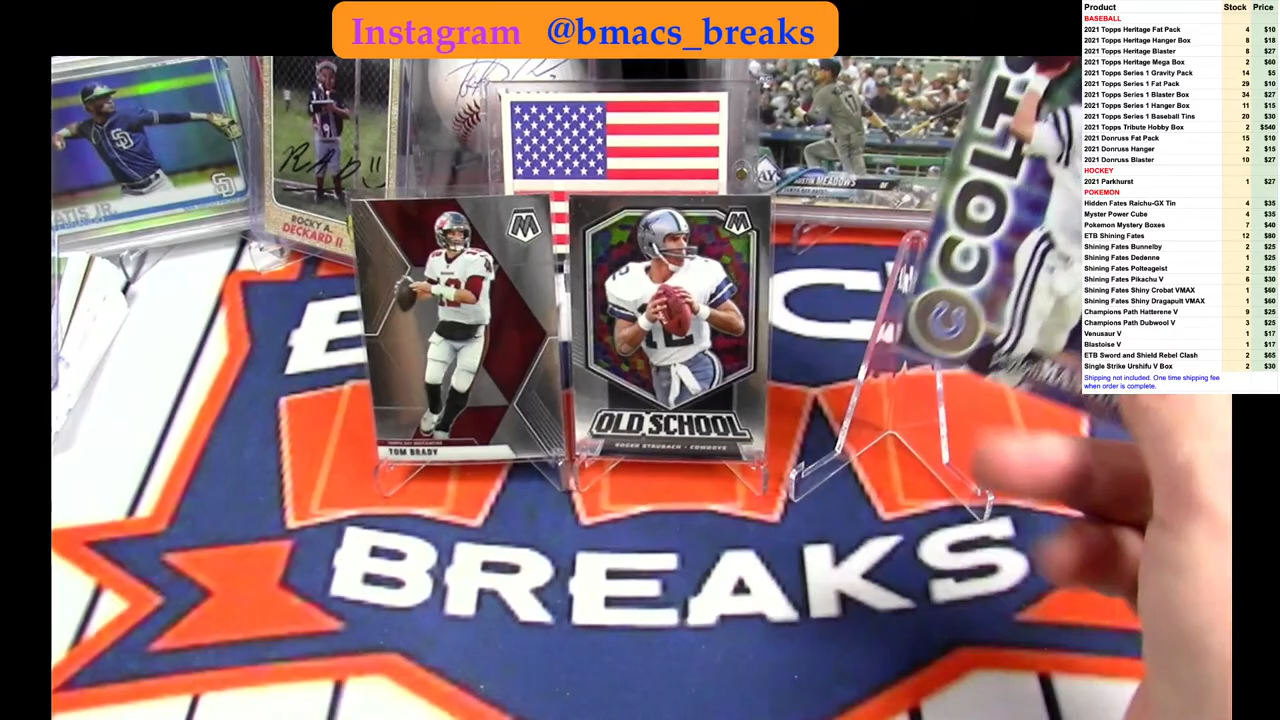 Instagram @bmacs_breaks
Product Stock Price
BASEBALL
2021 Topps Heritage Fat Pack 4 $10
2021 Topps Heritage Hanger Box 8 $18
2021 Topps Heritage Blaster 8 $27
2021 Topps Heritage Mega Box 2 $60
2021 Topps Series 1 Gravity Pack 14 $5
2021 Topps Series 1 Fat Pack 29 $10
2021 Topps Series 1 Blaster Box 34 $27
2021 Topps Series 1 Hanger Box 11 $15
2021 Topps Series 1 Baseball Tins 20 $30
2021 Topps Tribute Hobby Box 2 $540
2021 Donruss Fat Pack 15 $10
2021 Donruss Hanger 2 $15
2021 Donruss Blaster 10 $27
HOCKEY
2021 Parkhurst 1 $27
POKEMON
Hidden Fates Raichu-GX Tin 4 $35
Myster Power Cube 4 $35
Pokemon Mystery Boxes 7 $40
ETB Shining Fates 12 $80
Shining Fates Bunnelby 2 $25
Shining Fates Dedenne 1 $25
Shining Fates Polteageist 2 $25
Shining Fates Pikachu V 6 $30
Shining Fates Shiny Crobat VMAX 1 $60
Shining Fates Shiny Dragapult VMAX 1 $60
Champions Path Hatterene V 9 $25
Champions Path Dubwool V 3 $25
Venusaur V 1 $17
Blastoise V 1 $17
ETB Sword and Shield Rebel Clash 2 $65
Single Strike Urshifu V Box 2 $30
Shipping not included. One time shipping fee
when order is complete.
ROCKY A.
DECKARD II
AUSTIN MEADOWS OF
COLTS
TOM BRADY
12
OLD SCHOOL
ROGER STAUBACH - COWBOYS
BREAKS